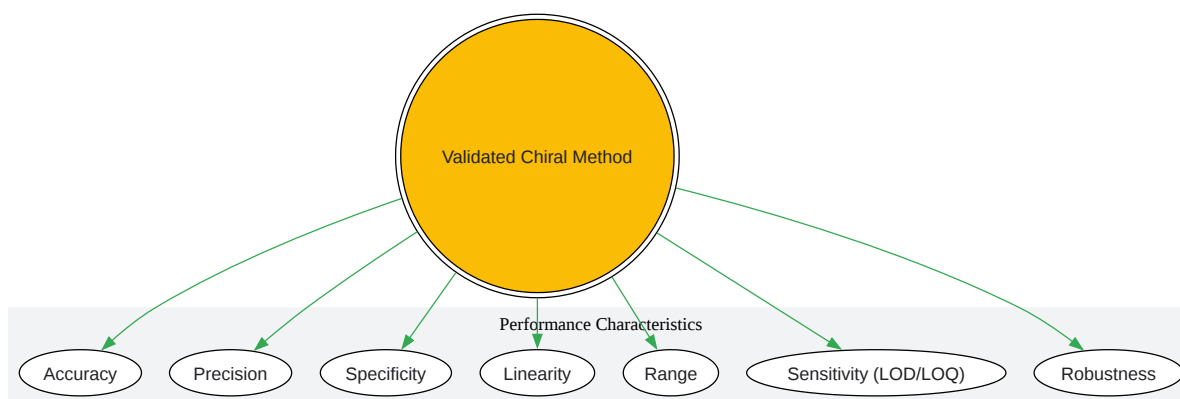 Validated Chiral Method
Performance Characteristics
Accuracy
Precision
Specificity
Linearity
Range
Sensitivity (LOD/LOQ)
Robustness